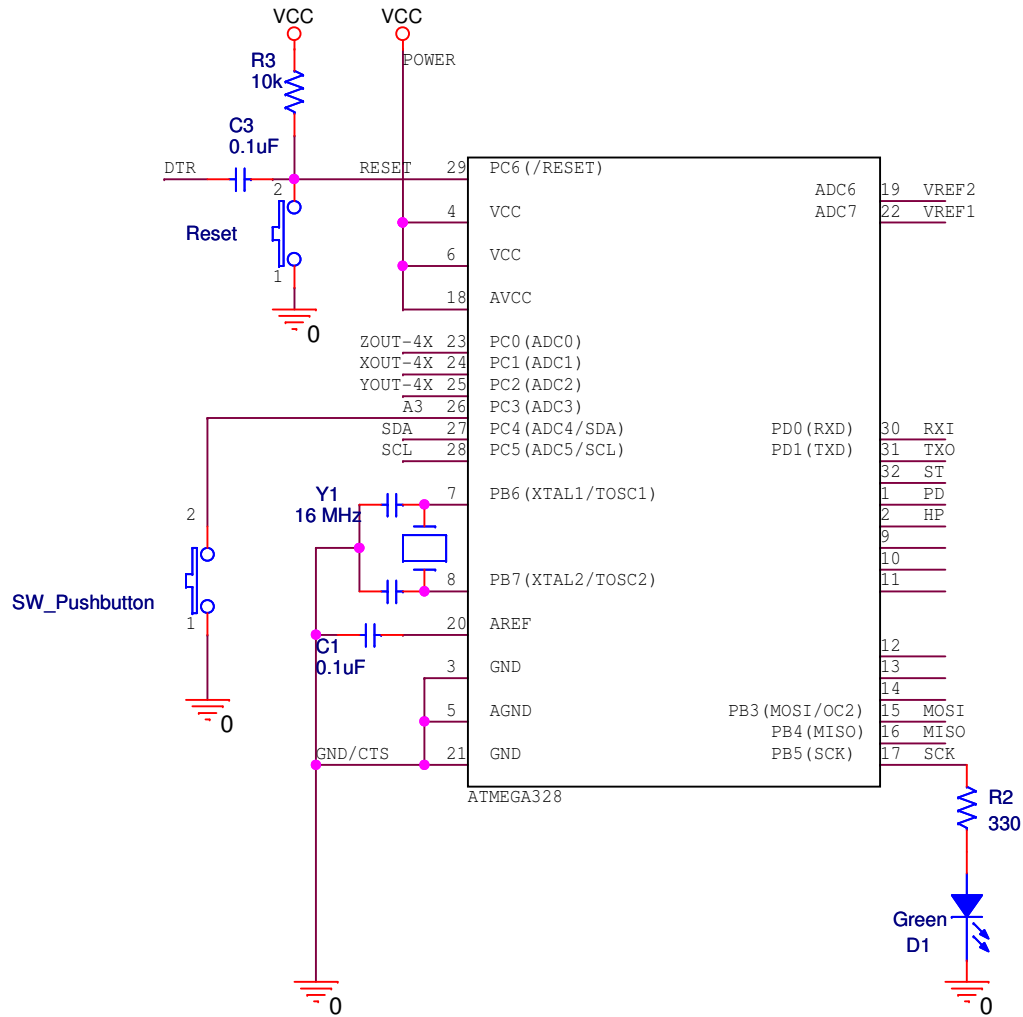 VCC
VCC
R3
10k
POWER
C3
0.1uF
DTR
RESET
29
PC6(/RESET)
2
Reset
1
0
4
VCC
6
VCC
18
AVCC
ADC6
19
VREF2
ADC7
22
VREF1
ZOUT-4X
23
PC0(ADC0)
XOUT-4X
24
PC1(ADC1)
YOUT-4X
25
PC2(ADC2)
A3
26
PC3(ADC3)
SDA
27
PC4(ADC4/SDA)
SCL
28
PC5(ADC5/SCL)
PD0(RXD)
30
RXI
PD1(TXD)
31
TXO
32
ST
1
PD
2
HP
9
10
11
Y1
16 MHz
7
PB6(XTAL1/TOSC1)
8
PB7(XTAL2/TOSC2)
2
SW_Pushbutton
1
0
20
AREF
C1
0.1uF
3
GND
5
AGND
GND/CTS
21
GND
12
13
14
PB3(MOSI/OC2)
15
MOSI
PB4(MISO)
16
MISO
PB5(SCK)
17
SCK
ATMEGA328
R2
330
Green
D1
0
0